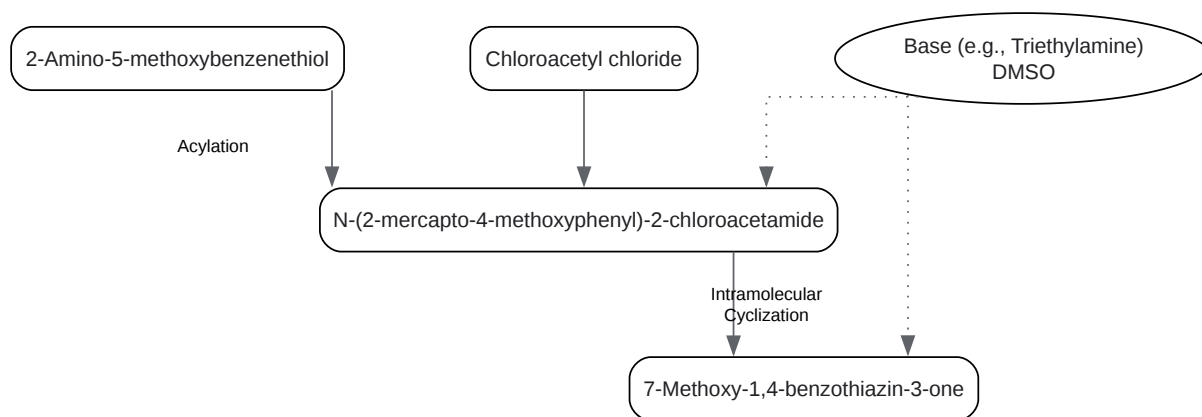 2-Amino-5-methoxybenzenethiol
Chloroacetyl chloride
Base (e.g., Triethylamine)
DMSO
Acylation
N-(2-mercapto-4-methoxyphenyl)-2-chloroacetamide
Intramolecular
Cyclization
7-Methoxy-1,4-benzothiazin-3-one